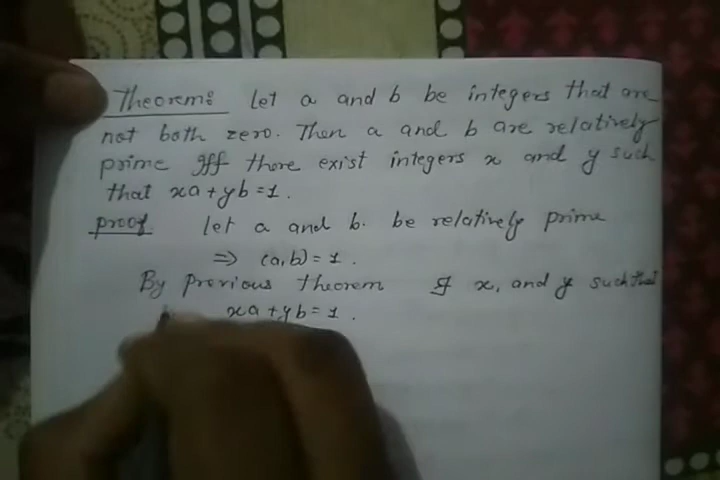 Theorem: Let a and b be integers that are
not both zero. Then a and b are relatively
prime iff there exist integers x and y such
that xa + yb = 1.
proof. let a and b. be relatively prime
⇒ (a,b) = 1.
By previous theorem ∃ x, and y such that
xa + yb = 1.